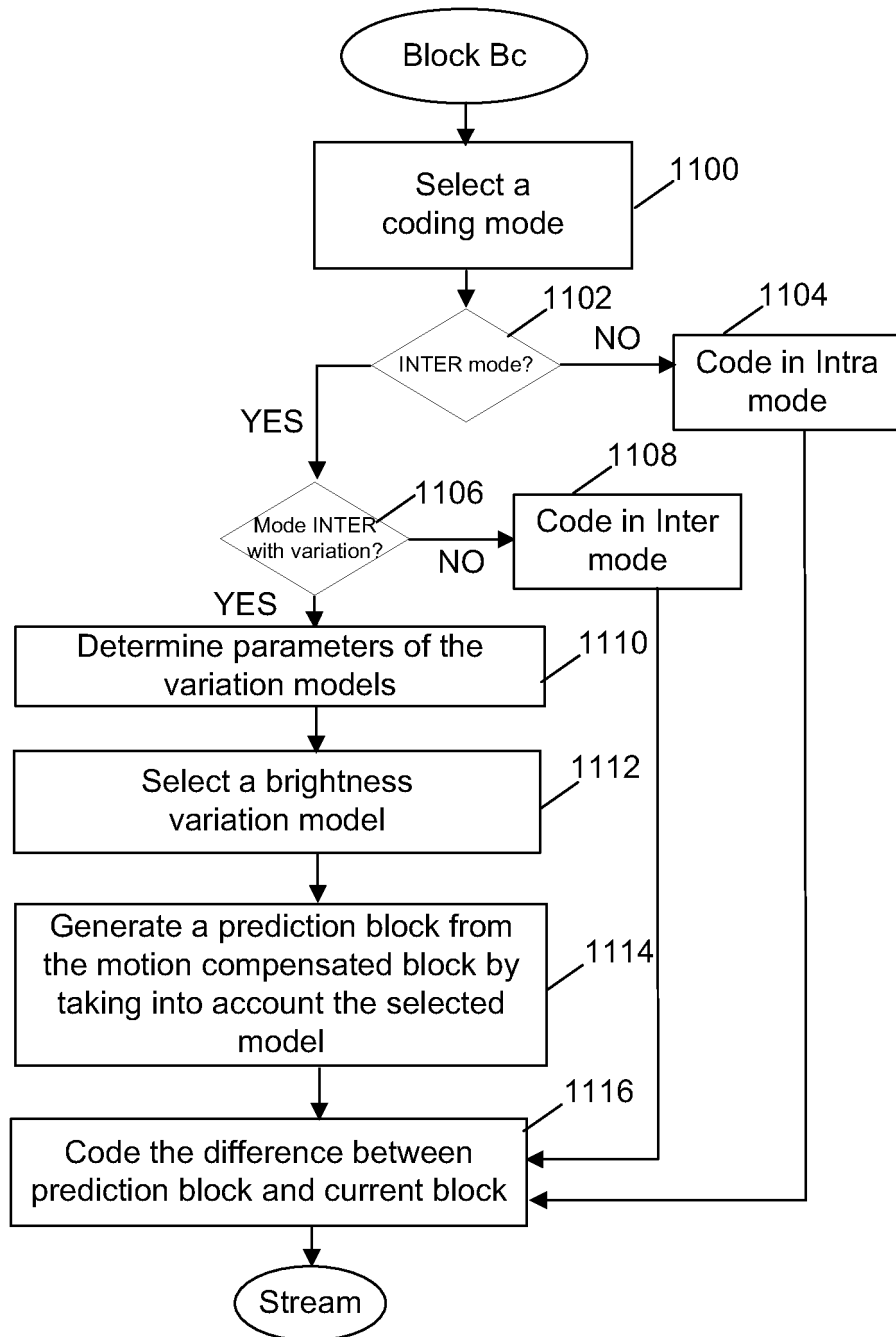 Block Bc
Select a
coding mode
1100
1102
INTER mode?
NO
1104
Code in Intra
mode
YES
1106
Mode INTER
with variation?
NO
1108
Code in Inter
mode
YES
Determine parameters of the
variation models
1110
Select a brightness
variation model
1112
Generate a prediction block from
the motion compensated block by
taking into account the selected
model
1114
1116
Code the difference between
prediction block and current block
Stream